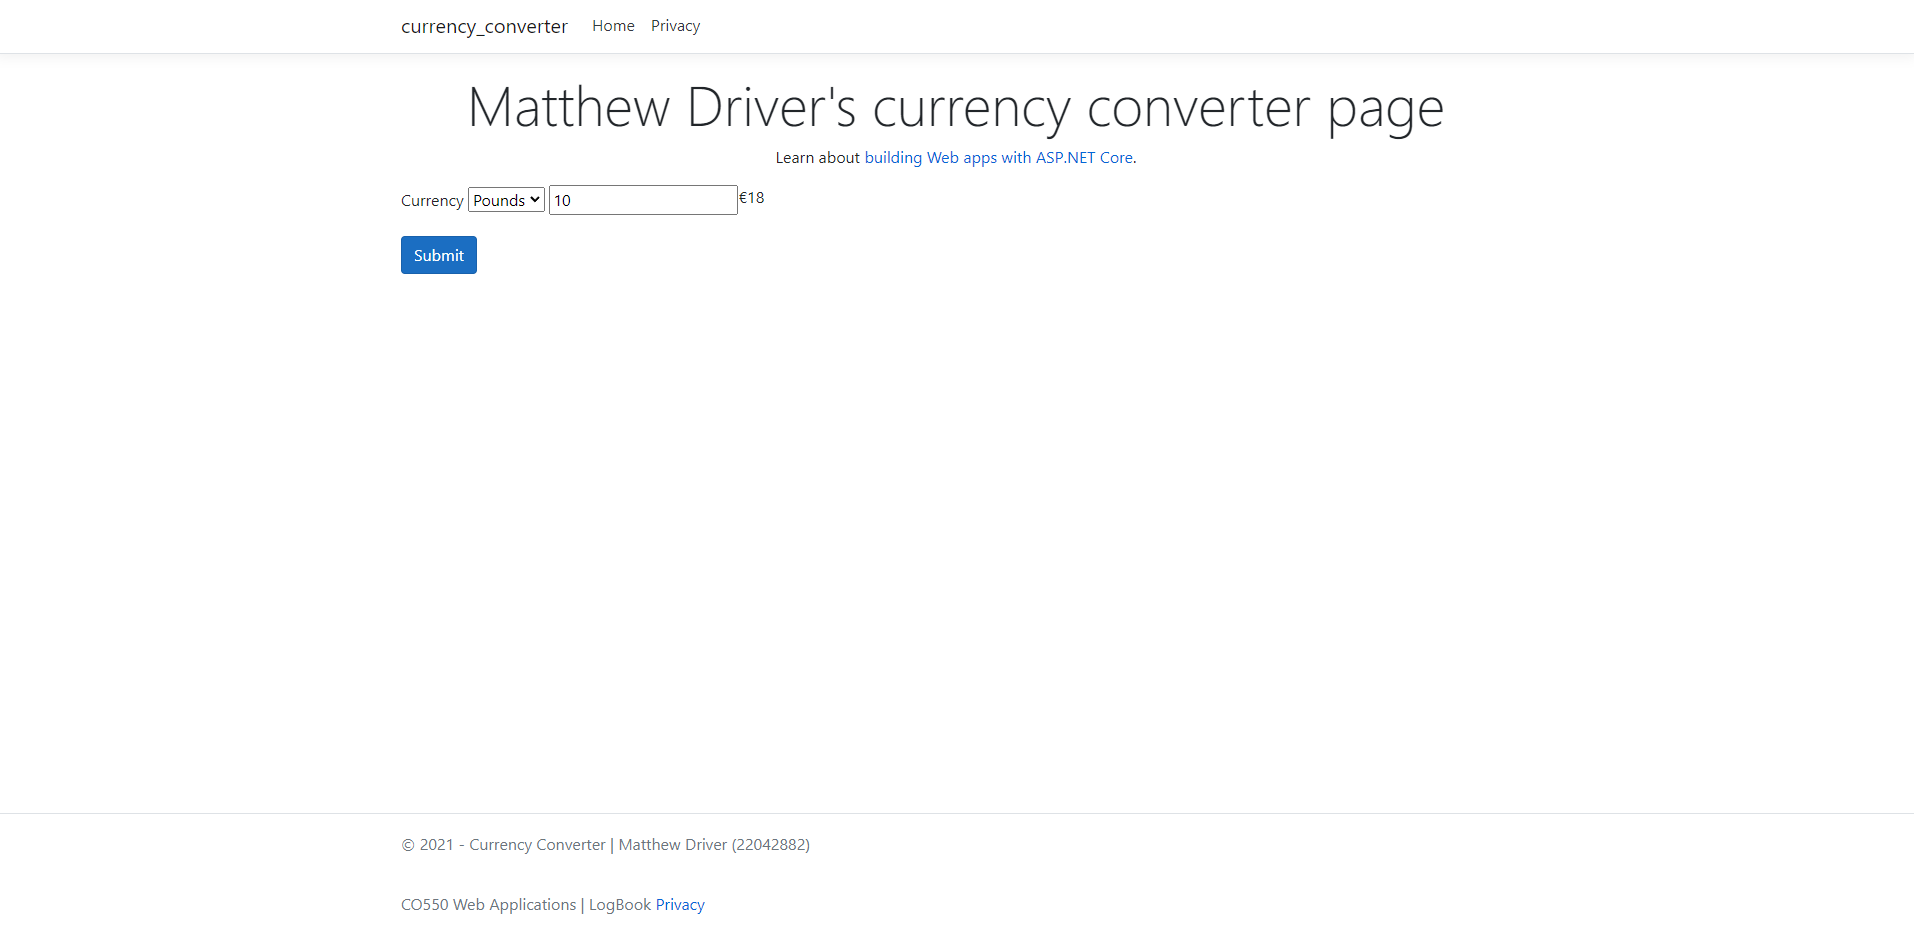 currency_converter Home Privacy
Matthew Driver's currency converter page
Learn about building Web apps with ASP.NET Core.
Currency Pounds 10 €18
Submit
© 2021 - Currency Converter | Matthew Driver (22042882)
CO550 Web Applications | LogBook Privacy